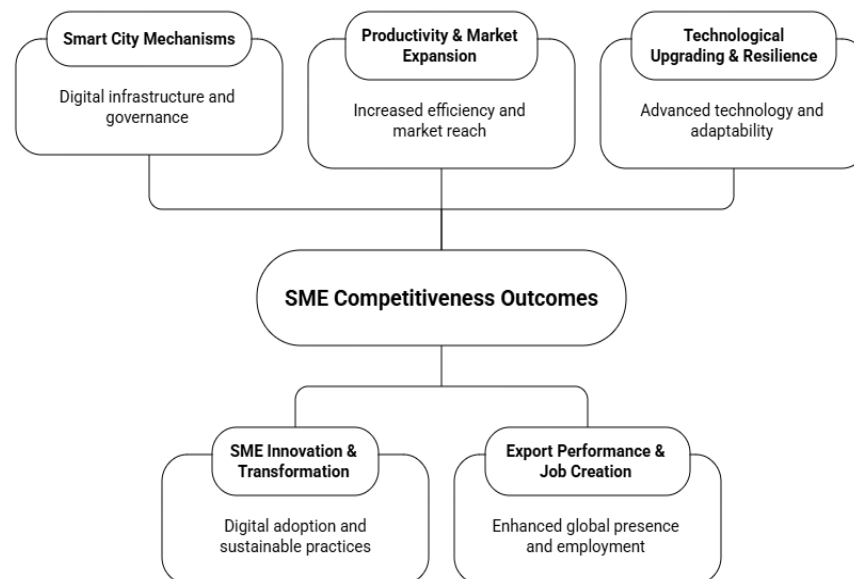 Smart City Mechanisms
Digital infrastructure and
governance
Productivity & Market
Expansion
Increased efficiency and
market reach
Technological
Upgrading & Resilience
Advanced technology and
adaptability
SME Competitiveness Outcomes
SME Innovation &
Transformation
Digital adoption and
sustainable practices
Export Performance &
Job Creation
Enhanced global presence
and employment